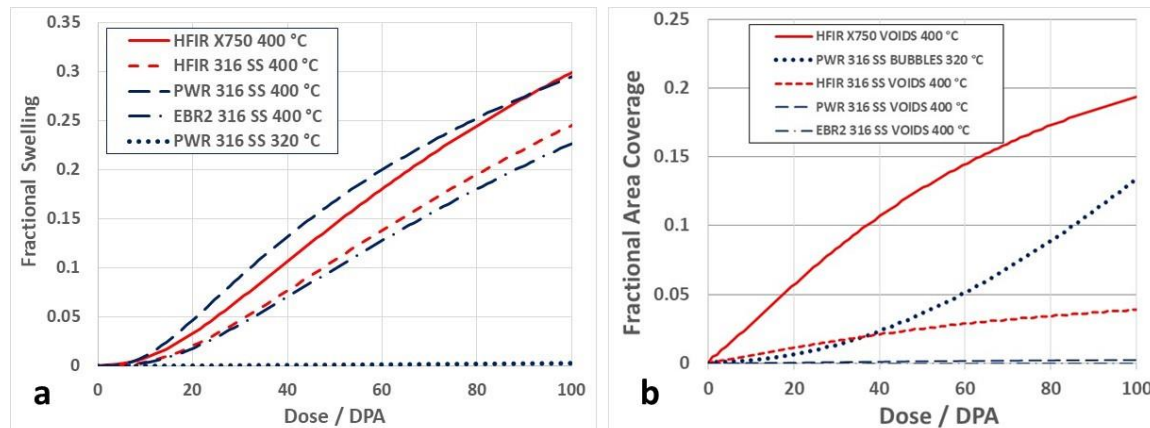 0.35
0.3
0.25
0.2
0.15
0.1
0.05
0
Fractional Swelling
HFIR X750 400 °C
HFIR 316 SS 400 °C
PWR 316 SS 400 °C
EBR2 316 SS 400 °C
PWR 316 SS 320 °C
0 20 40 60 80 100
Dose / DPA
a
0.25
0.2
0.15
0.1
0.05
0
Fractional Area Coverage
HFIR X750 VOIDS 400 °C
PWR 316 SS BUBBLES 320 °C
HFIR 316 SS VOIDS 400 °C
PWR 316 SS VOIDS 400 °C
EBR2 316 SS VOIDS 400 °C
0 20 40 60 80 100
Dose / DPA
b